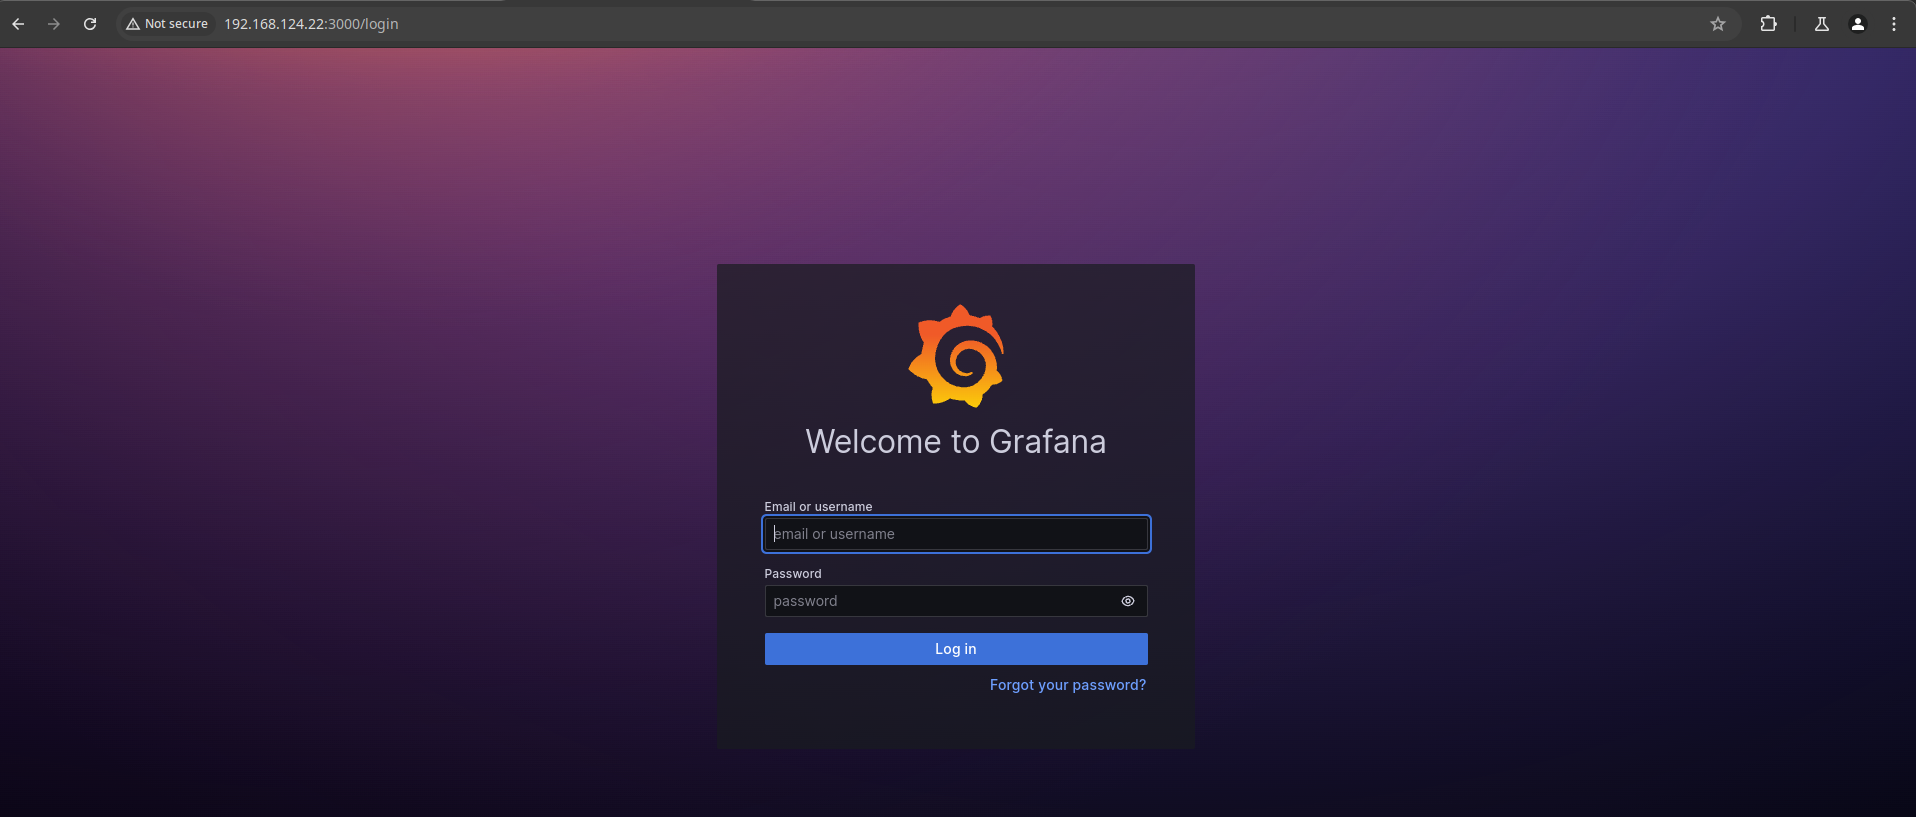 Not secure 192.168.124.22:3000/login
Welcome to Grafana
Email or username
email or username
Password
password
Log in
Forgot your password?